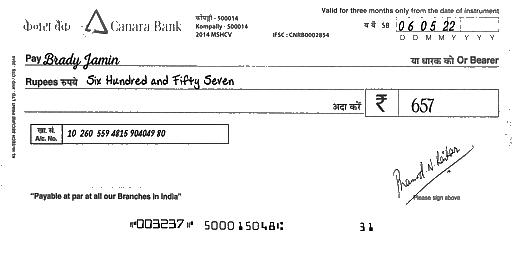 केनरा बैंक Canara Bank
कोंपल्ली - 500014
Kompally - 500014
2014 MSHCV
IFSC : CNRB0002854
Valid for three months only from the date of instrument
SB 06 05 22
D D M M Y Y Y Y
Pay Brady Jamin या धारक को Or Bearer
Rupees रुपये Six Hundred and Fifty Seven
अदा करें ₹ 657
खा. सं.
A/c. No. 10 260 559 4815 904049 80
Please sign above
"Payable at par at all our Branches in India"
⑈003237⑈ 500015048⑆ 31